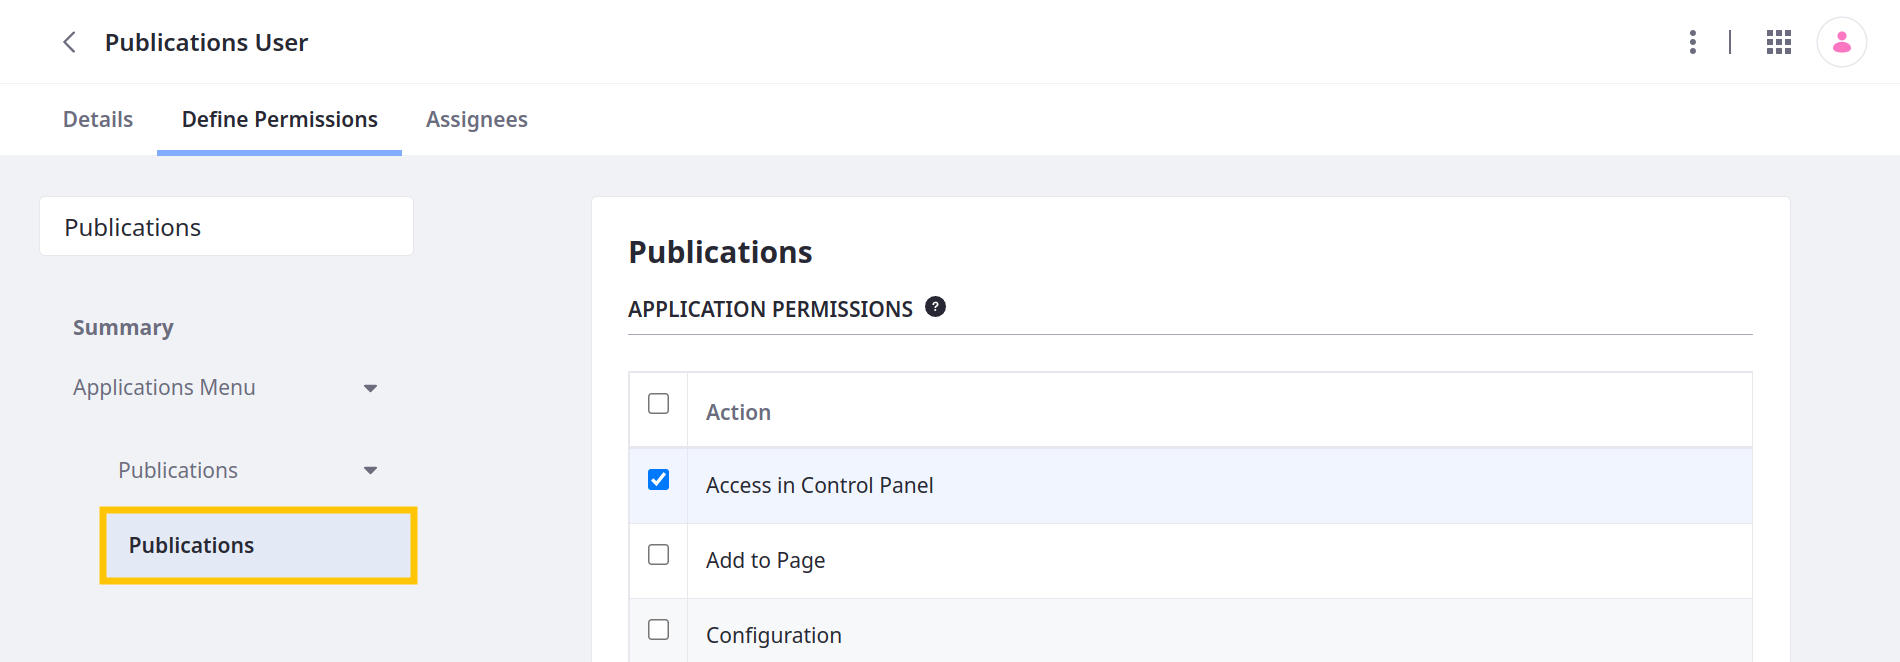 Publications User
Details
Define Permissions
Assignees
Publications
Summary
Applications Menu
Publications
Publications
Publications
APPLICATION PERMISSIONS ?
Action
Access in Control Panel
Add to Page
Configuration